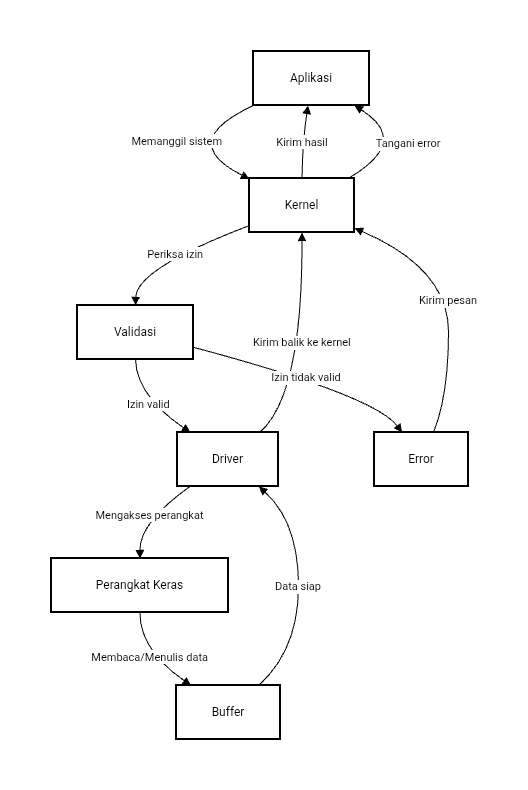 Aplikasi
Memanggil sistem
Kirim hasil
Tangani error
Kernel
Periksa izin
Kirim pesan
Validasi
Kirim balik ke kernel
Izin tidak valid
Izin valid
Driver
Error
Mengakses perangkat
Perangkat Keras
Data siap
Membaca/Menulis data
Buffer